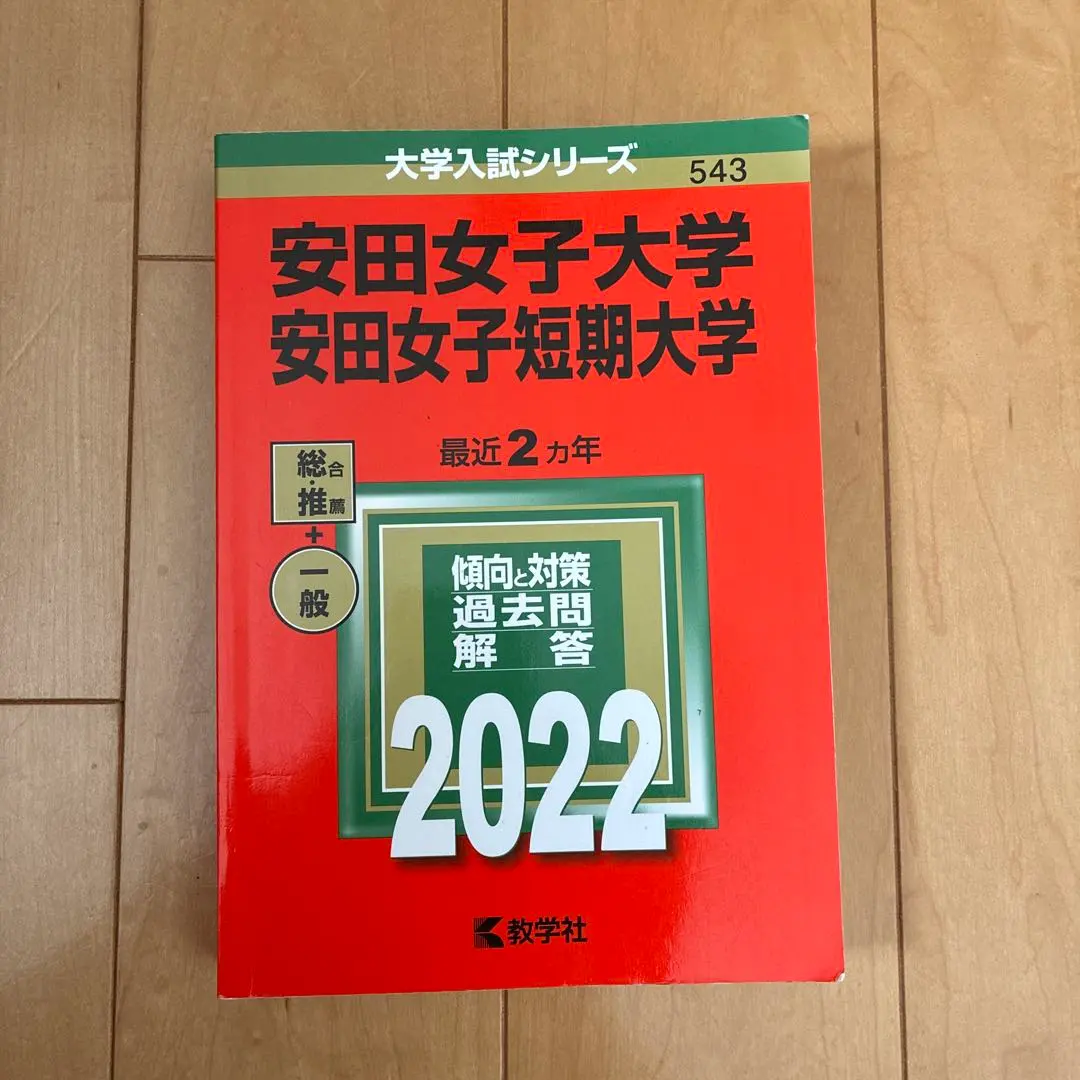 大学入試シリーズ
543
安田女子大学
安田女子短期大学
最近2カ年
総合
・
推薦
+
一般
傾向と対策
過去問
解答
2022
教学社